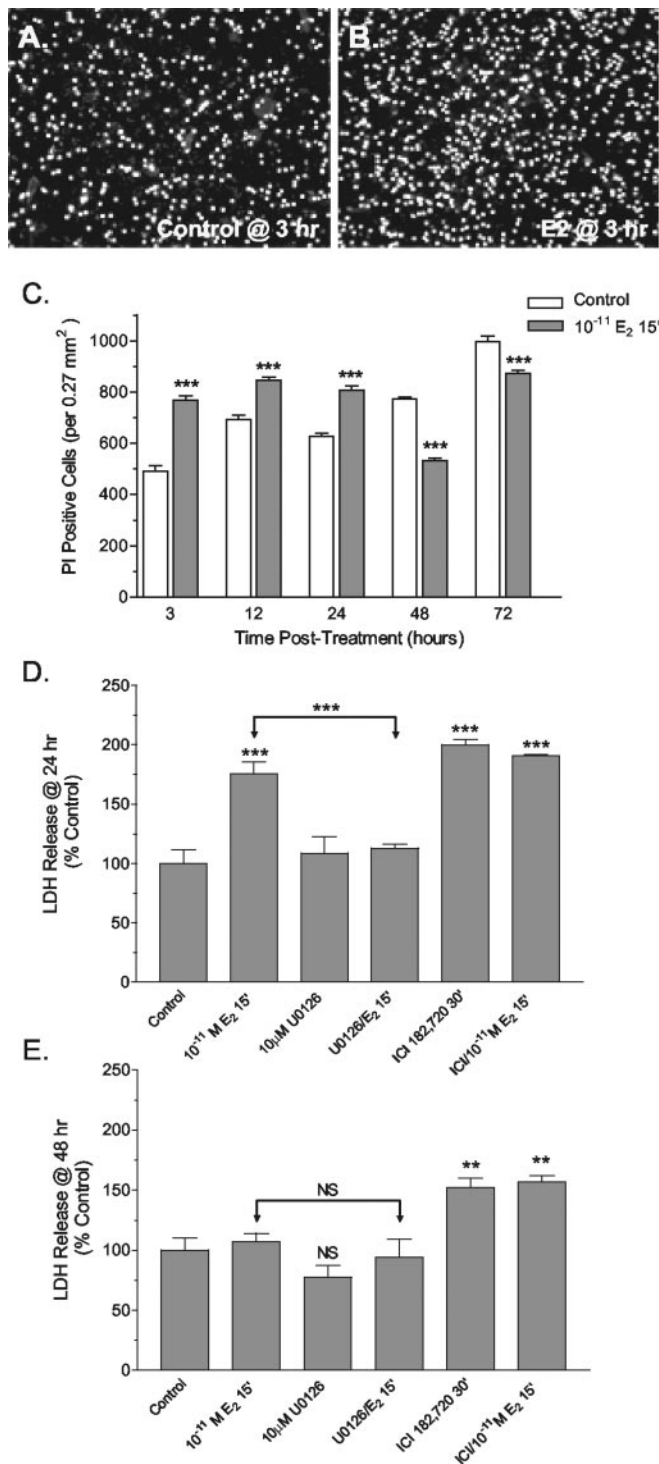 A.
B.
Control @ 3 hr
E2 @ 3 hr
C.
Control
10⁻¹¹ E₂ 15'
PI Positive Cells (per 0.27 mm²)
1000
800
600
400
200
0
*** *** *** *** ***
3 12 24 48 72
Time Post-Treatment (hours)
D.
LDH Release @ 24 hr
(% Control)
250
200
150
100
50
0
***
*** *** ***
Control
10⁻¹¹ M E₂ 15'
10µM U0126
U0126/E₂ 15'
ICI 182,720 30'
ICI/10⁻¹¹M E₂ 15'
E.
LDH Release @ 48 hr
(% Control)
250
200
150
100
50
0
NS
NS
** **
Control
10⁻¹¹ M E₂ 15'
10µM U0126
U0126/E₂ 15'
ICI 182,720 30'
ICI/10⁻¹¹M E₂ 15'